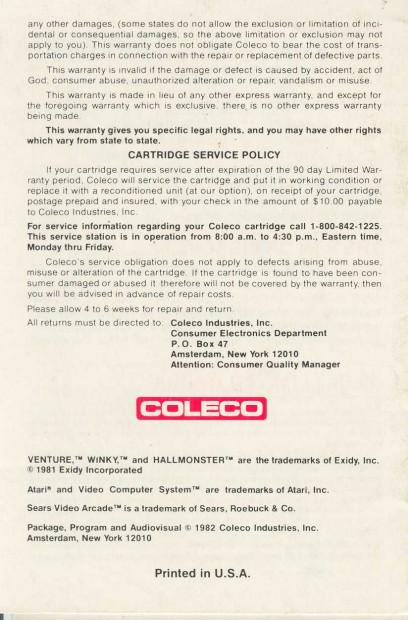 any other damages, (some states do not allow the exclusion or limitation of inci-
dental or consequential damages, so the above limitation or exclusion may not
apply to you). This warranty does not obligate Coleco to bear the cost of trans-
portation charges in connection with the repair or replacement of defective parts.
This warranty is invalid if the damage or defect is caused by accident, act of
God, consumer abuse, unauthorized alteration or repair, vandalism or misuse.
This warranty is made in lieu of any other express warranty, and except for
the foregoing warranty which is exclusive, there is no other express warranty
being made.
This warranty gives you specific legal rights, and you may have other rights
which vary from state to state.
CARTRIDGE SERVICE POLICY
If your cartridge requires service after expiration of the 90 day Limited War-
ranty period, Coleco will service the cartridge and put it in working condition or
replace it with a reconditioned unit (at our option), on receipt of your cartridge,
postage prepaid and insured, with your check in the amount of $10.00 payable
to Coleco Industries, Inc.
For service information regarding your Coleco cartridge call 1-800-842-1225.
This service station is in operation from 8:00 a.m. to 4:30 p.m., Eastern time,
Monday thru Friday.
Coleco's service obligation does not apply to defects arising from abuse,
misuse or alteration of the cartridge. If the cartridge is found to have been con-
sumer damaged or abused it therefore will not be covered by the warranty, then
you will be advised in advance of repair costs.
Please allow 4 to 6 weeks for repair and return.
All returns must be directed to: Coleco Industries, Inc.
Consumer Electronics Department
P.O. Box 47
Amsterdam, New York 12010
Attention: Consumer Quality Manager
COLECO
VENTURE,™ WINKY,™ and HALLMONSTER™ are the trademarks of Exidy, Inc.
© 1981 Exidy Incorporated
Atari® and Video Computer System™ are trademarks of Atari, Inc.
Sears Video Arcade™ is a trademark of Sears, Roebuck & Co.
Package, Program and Audiovisual © 1982 Coleco Industries, Inc.
Amsterdam, New York 12010
Printed in U.S.A.